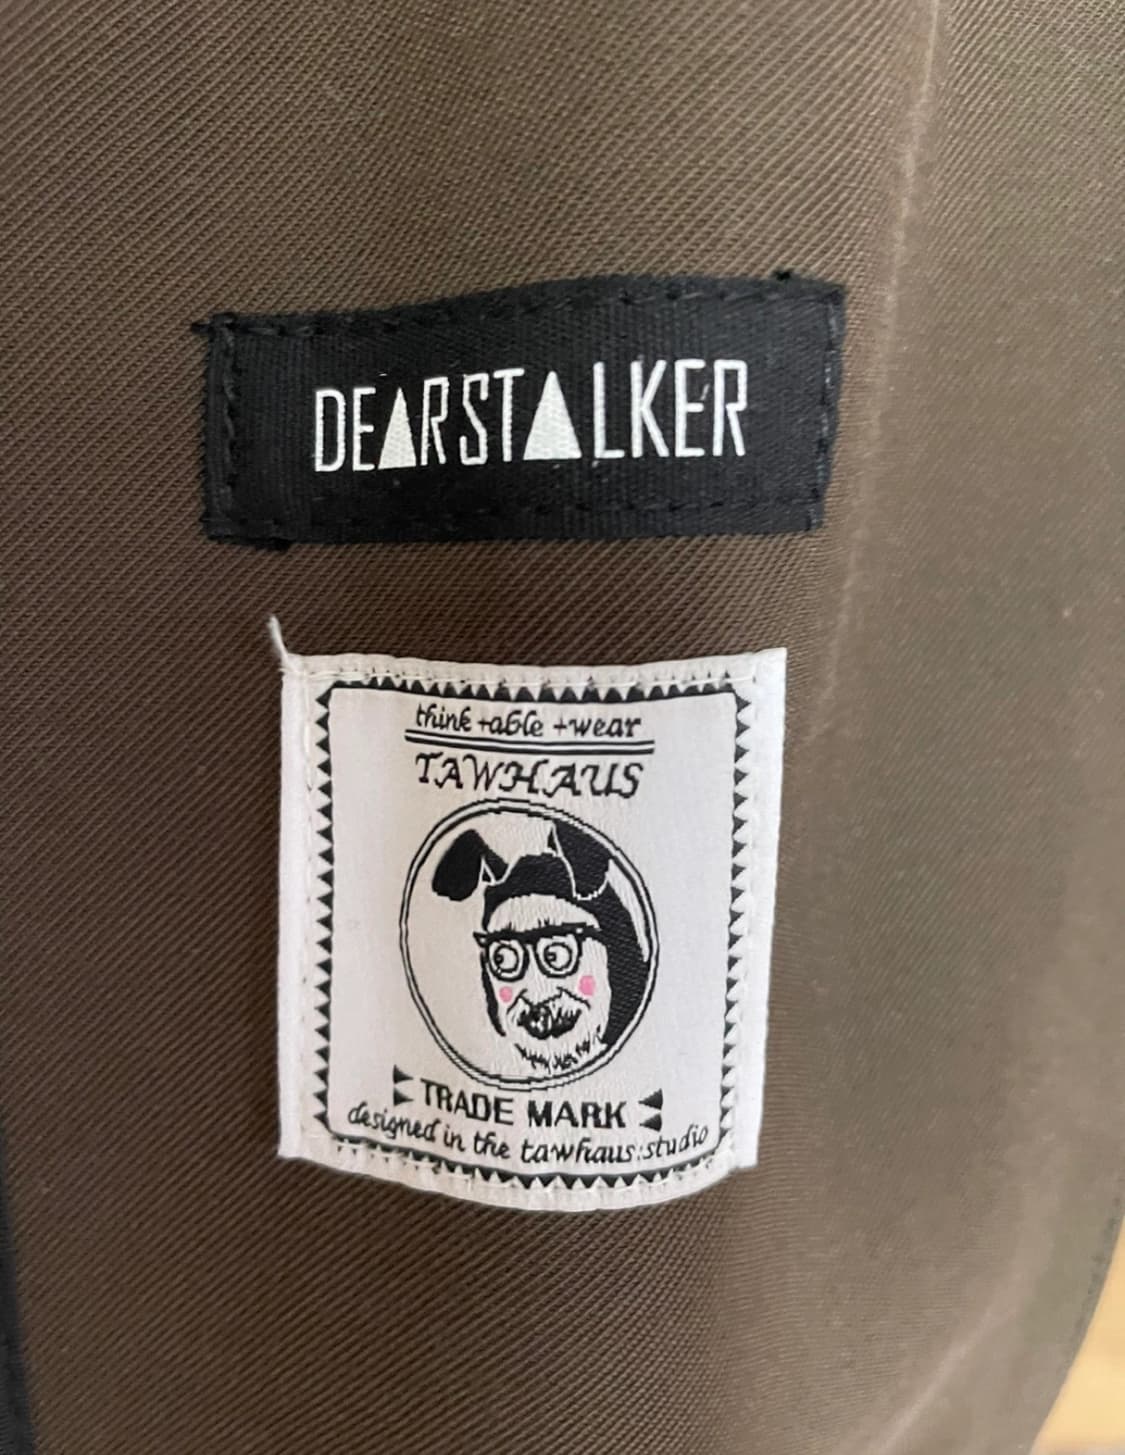 DEARSTALKER
think +able +wear
TAWHAUS
TRADE MARK
designed in the tawhaus:studio